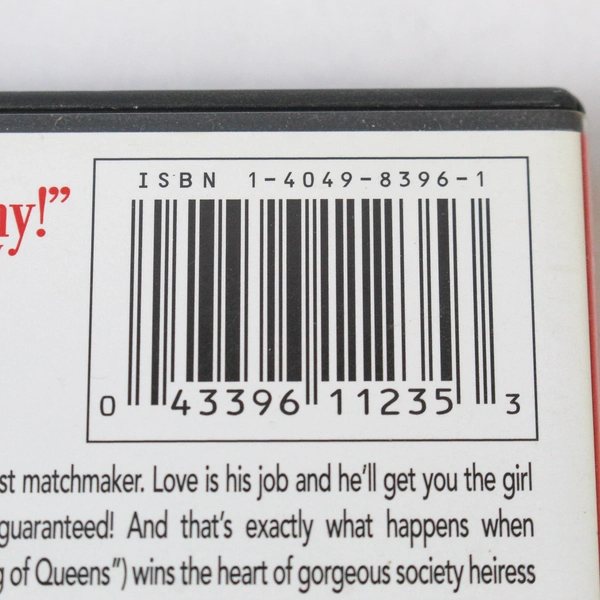 ny!”
ISBN 1-4049-8396-1
0 43396 11235 3
st matchmaker. Love is his job and he’ll get you the girl
guaranteed! And that’s exactly what happens when
g of Queens”) wins the heart of gorgeous society heiress